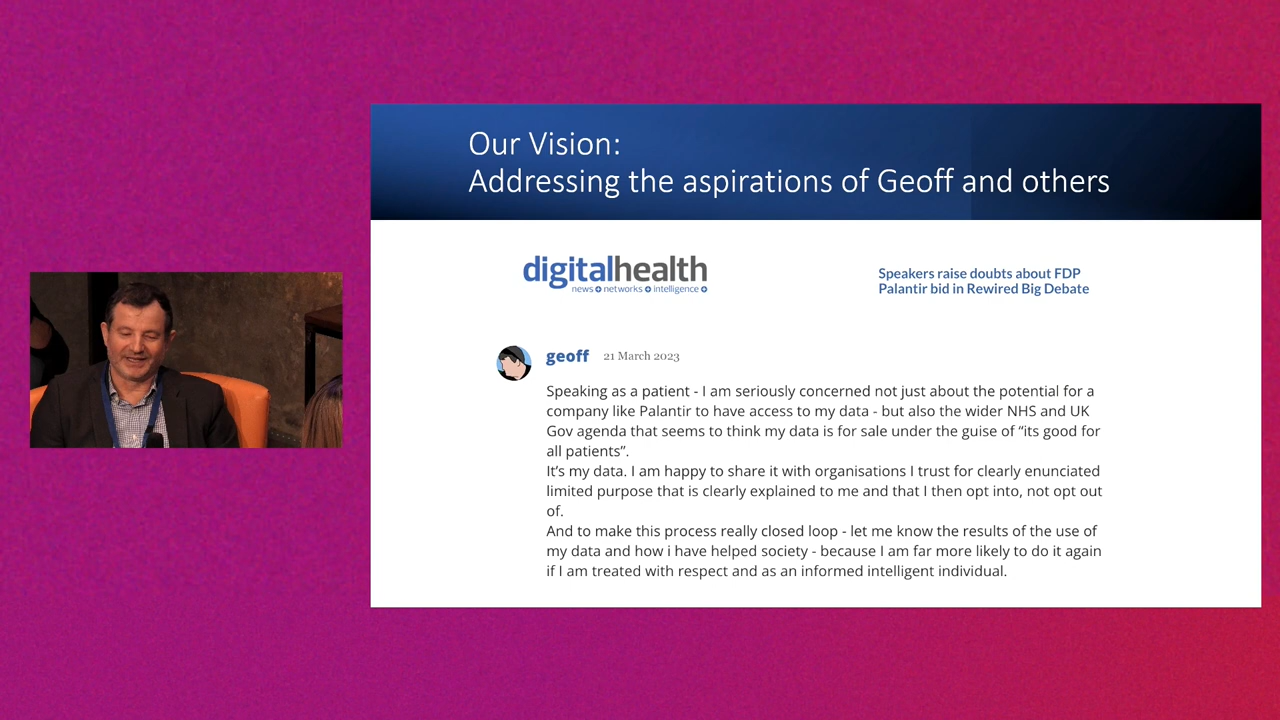 Our Vision:
Addressing the aspirations of Geoff and others
digitalhealth
news networks intelligence
Speakers raise doubts about FDP
Palantir bid in Rewired Big Debate
geoff 21 March 2023
Speaking as a patient - I am seriously concerned not just about the potential for a
company like Palantir to have access to my data - but also the wider NHS and UK
Gov agenda that seems to think my data is for sale under the guise of “its good for
all patients”.
It’s my data. I am happy to share it with organisations I trust for clearly enunciated
limited purpose that is clearly explained to me and that I then opt into, not opt out
of.
And to make this process really closed loop - let me know the results of the use of
my data and how i have helped society - because I am far more likely to do it again
if I am treated with respect and as an informed intelligent individual.